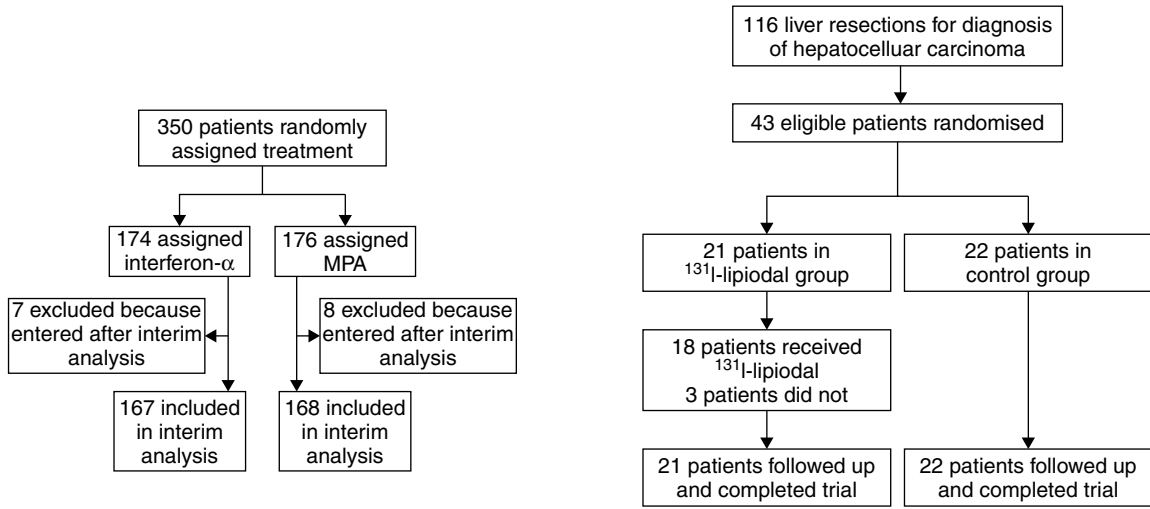 350 patients randomly
assigned treatment
174 assigned
interferon-α
176 assigned
MPA
7 excluded because
entered after interim
analysis
8 excluded because
entered after interim
analysis
167 included
in interim
analysis
168 included
in interim
analysis
116 liver resections for diagnosis
of hepatocelluar carcinoma
43 eligible patients randomised
21 patients in
¹³¹I-lipiodal group
22 patients in
control group
18 patients received
¹³¹I-lipiodal
3 patients did not
21 patients followed up
and completed trial
22 patients followed up
and completed trial